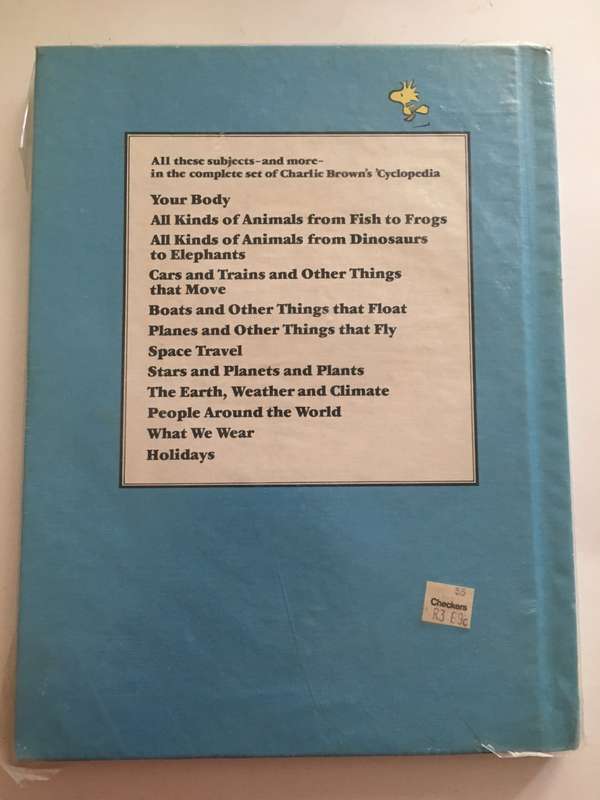 All these subjects–and more–
in the complete set of Charlie Brown's 'Cyclopedia
Your Body
All Kinds of Animals from Fish to Frogs
All Kinds of Animals from Dinosaurs
to Elephants
Cars and Trains and Other Things
that Move
Boats and Other Things that Float
Planes and Other Things that Fly
Space Travel
Stars and Planets and Plants
The Earth, Weather and Climate
People Around the World
What We Wear
Holidays
Checkers